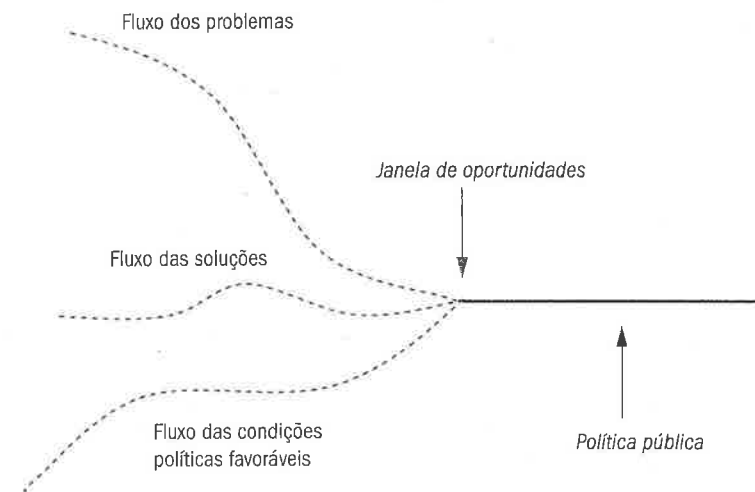 Fluxo dos problemas
Janela de oportunidades
Fluxo das soluções
Fluxo das condições
políticas favoráveis
Política pública